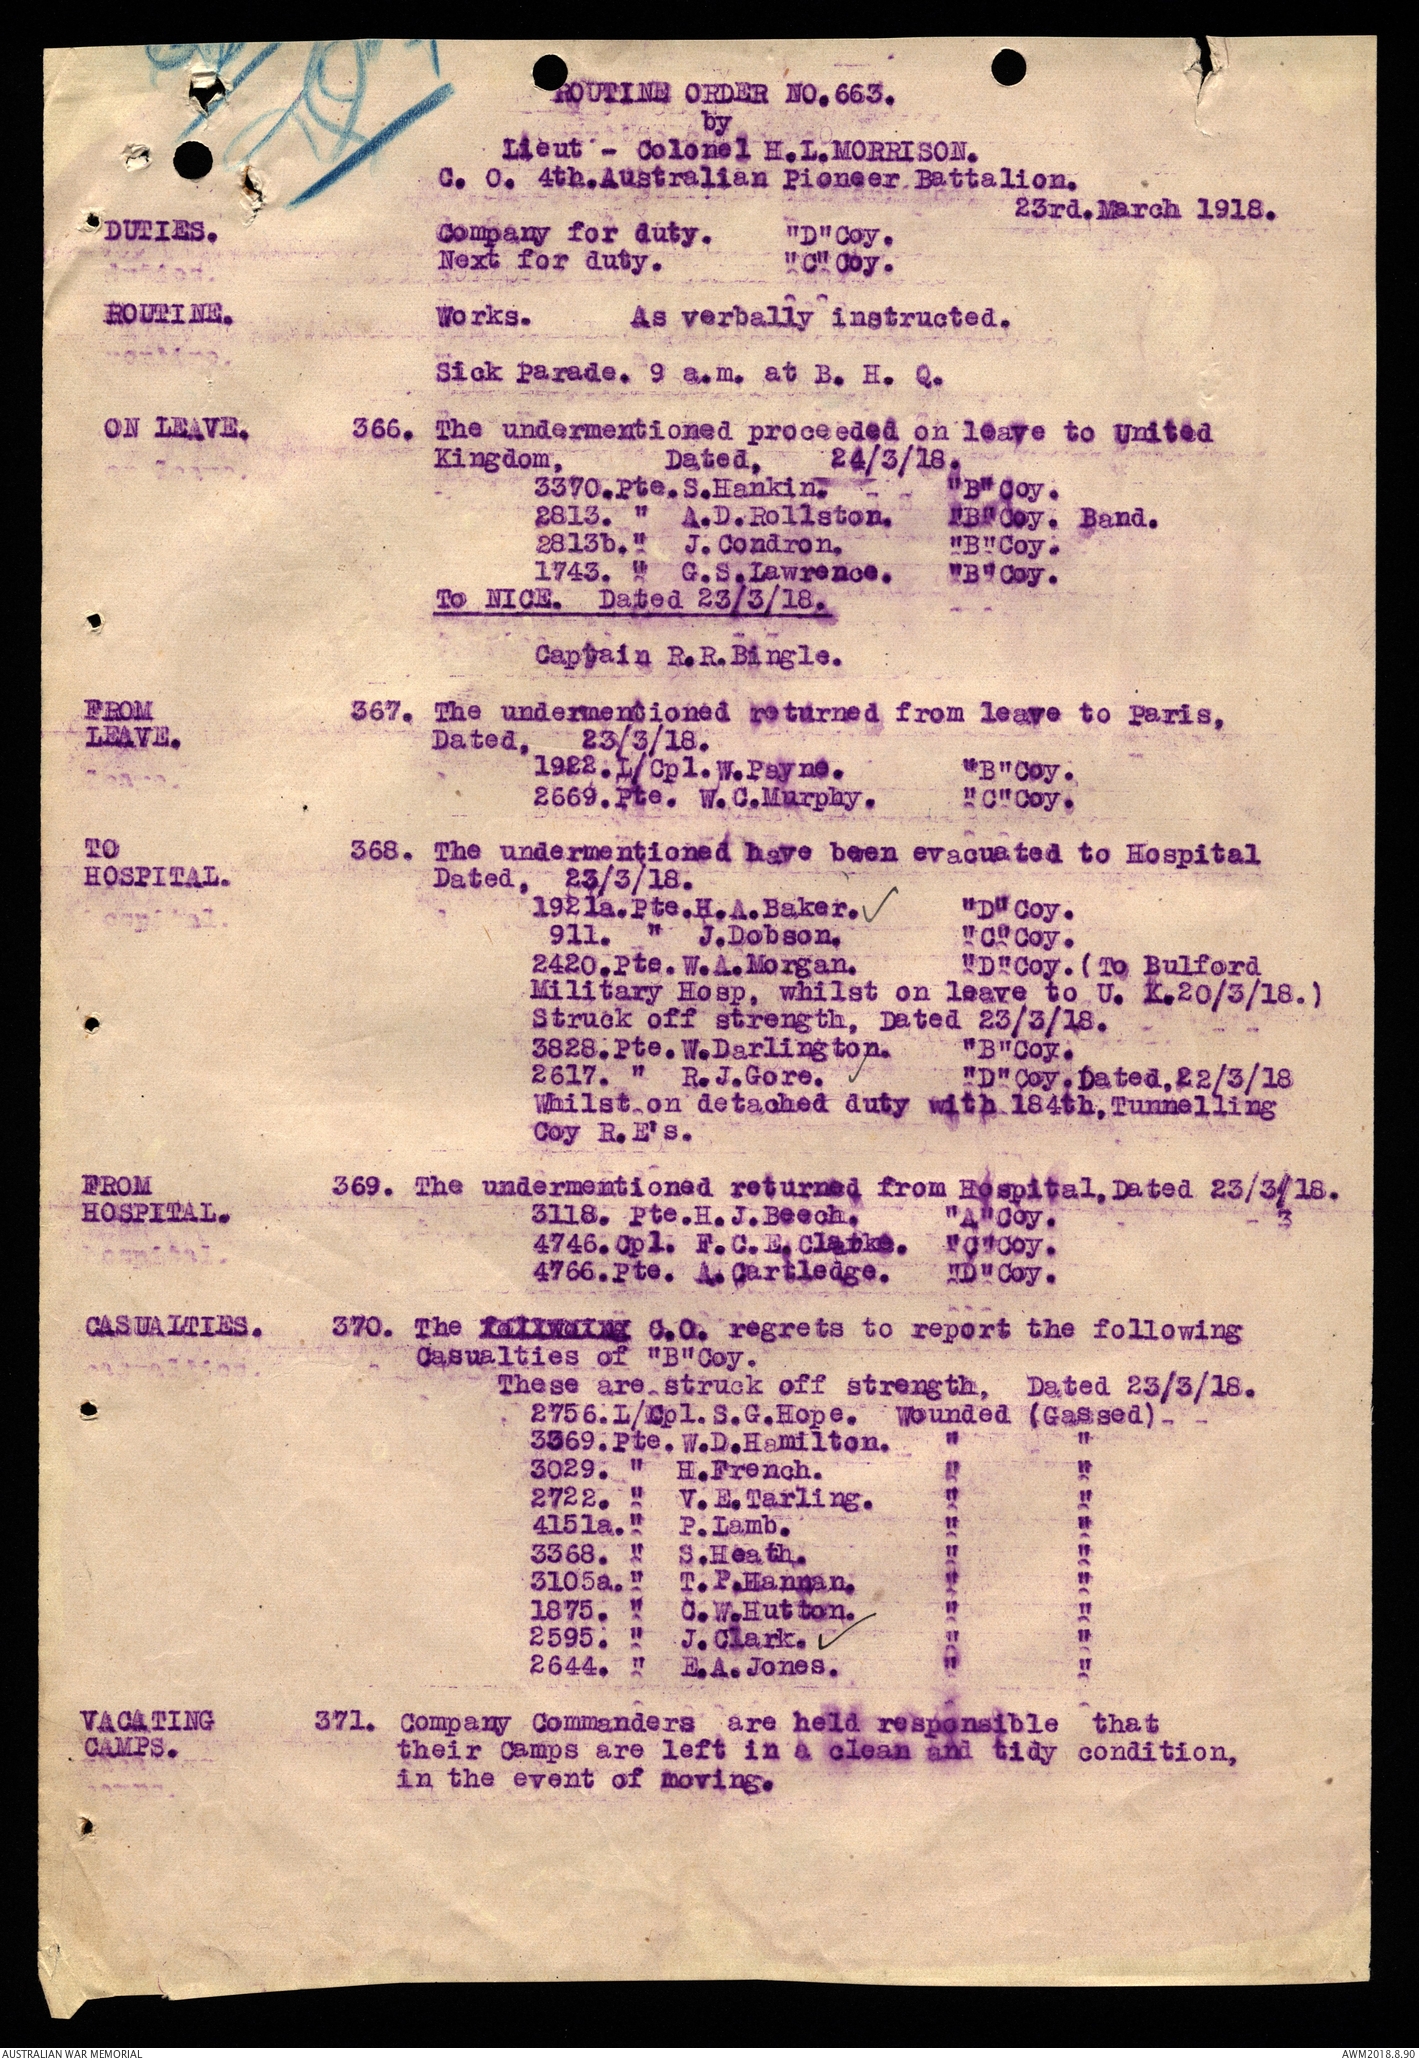 ROUTINE ORDER NO.663.
by
Lieut - Colonel H.L.MORRISON.
C. O. 4th.Australian Pioneer Battalion.
23rd.March 1918.
DUTIES. Company for duty. "D"Coy.
Next for duty. "C"Coy.
ROUTINE. Works. As verbally instructed.
Sick Parade. 9 a.m. at B. H. Q.
ON LEAVE. 366. The undermentioned proceeded on leave to United
Kingdom, Dated, 24/3/18.
3370.Pte.S.Hankin. "B"Coy.
2813. " A.D.Rollston. "B"Coy. Band.
2813b." J.Condron. "B"Coy.
1743. " G.S.Lawrence. "B"Coy.
To NICE. Dated 23/3/18.
Captain R.R.Bingle.
FROM 367. The undermentioned returned from leave to Paris,
LEAVE. Dated, 23/3/18.
1922.L/Cpl.W.Payne. "B"Coy.
2669.Pte. W.C.Murphy. "C"Coy.
TO 368. The undermentioned have been evacuated to Hospital
HOSPITAL. Dated, 23/3/18.
1921a.Pte.H.A.Baker. ✓ "D"Coy.
911. " J.Dobson. "C"Coy.
2420.Pte.W.A.Morgan. "D"Coy.(To Bulford
Military Hosp, whilst on leave to U. K.20/3/18.)
Struck off strength, Dated 23/3/18.
3828.Pte.W.Darlington. "B"Coy.
2617. " R.J.Gore. ✓ "D"Coy.Dated,22/3/18
Whilst on detached duty with 184th,Tunnelling
Coy R.E's.
FROM 369. The undermentioned returned from Hospital,Dated 23/3/18.
HOSPITAL. 3118. Pte.H.J.Beech. "A"Coy. 3
4746.Cpl. F.C.E.Clarke. "C"Coy.
4766.Pte. A.Cartledge. "D"Coy.
CASUALTIES. 370. The follwoing C.O. regrets to report the following
Casualties of "B"Coy.
These are struck off strength, Dated 23/3/18.
2756.L/Cpl.S.G.Hope. Wounded (Gassed)
3369.Pte.W.D.Hamilton. " "
3029. " H.French. " "
2722. " V.E.Tarling. " "
4151a." P.Lamb. " "
3368. " S.Heath. " "
3105a." T.P.Hannan. " "
1875. " C.W.Hutton. " "
2595. " J.Clark. ✓ " "
2644. " E.A.Jones. " "
VACATING 371. Company Commanders are held responsible that
CAMPS. their Camps are left in a clean and tidy condition,
in the event of moving.
AUSTRALIAN WAR MEMORIAL AWM2018.8.90